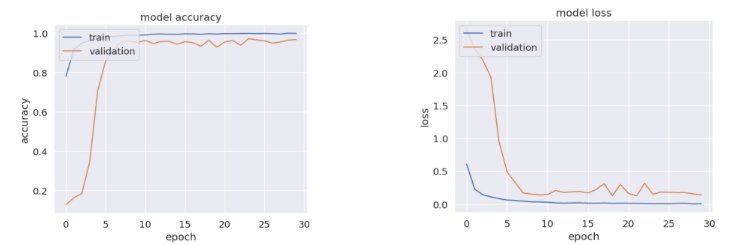 model accuracy
train
validation
1.0
0.8
0.6
0.4
0.2
accuracy
0 5 10 15 20 25 30
epoch
model loss
train
validation
2.5
2.0
1.5
1.0
0.5
0.0
loss
0 5 10 15 20 25 30
epoch